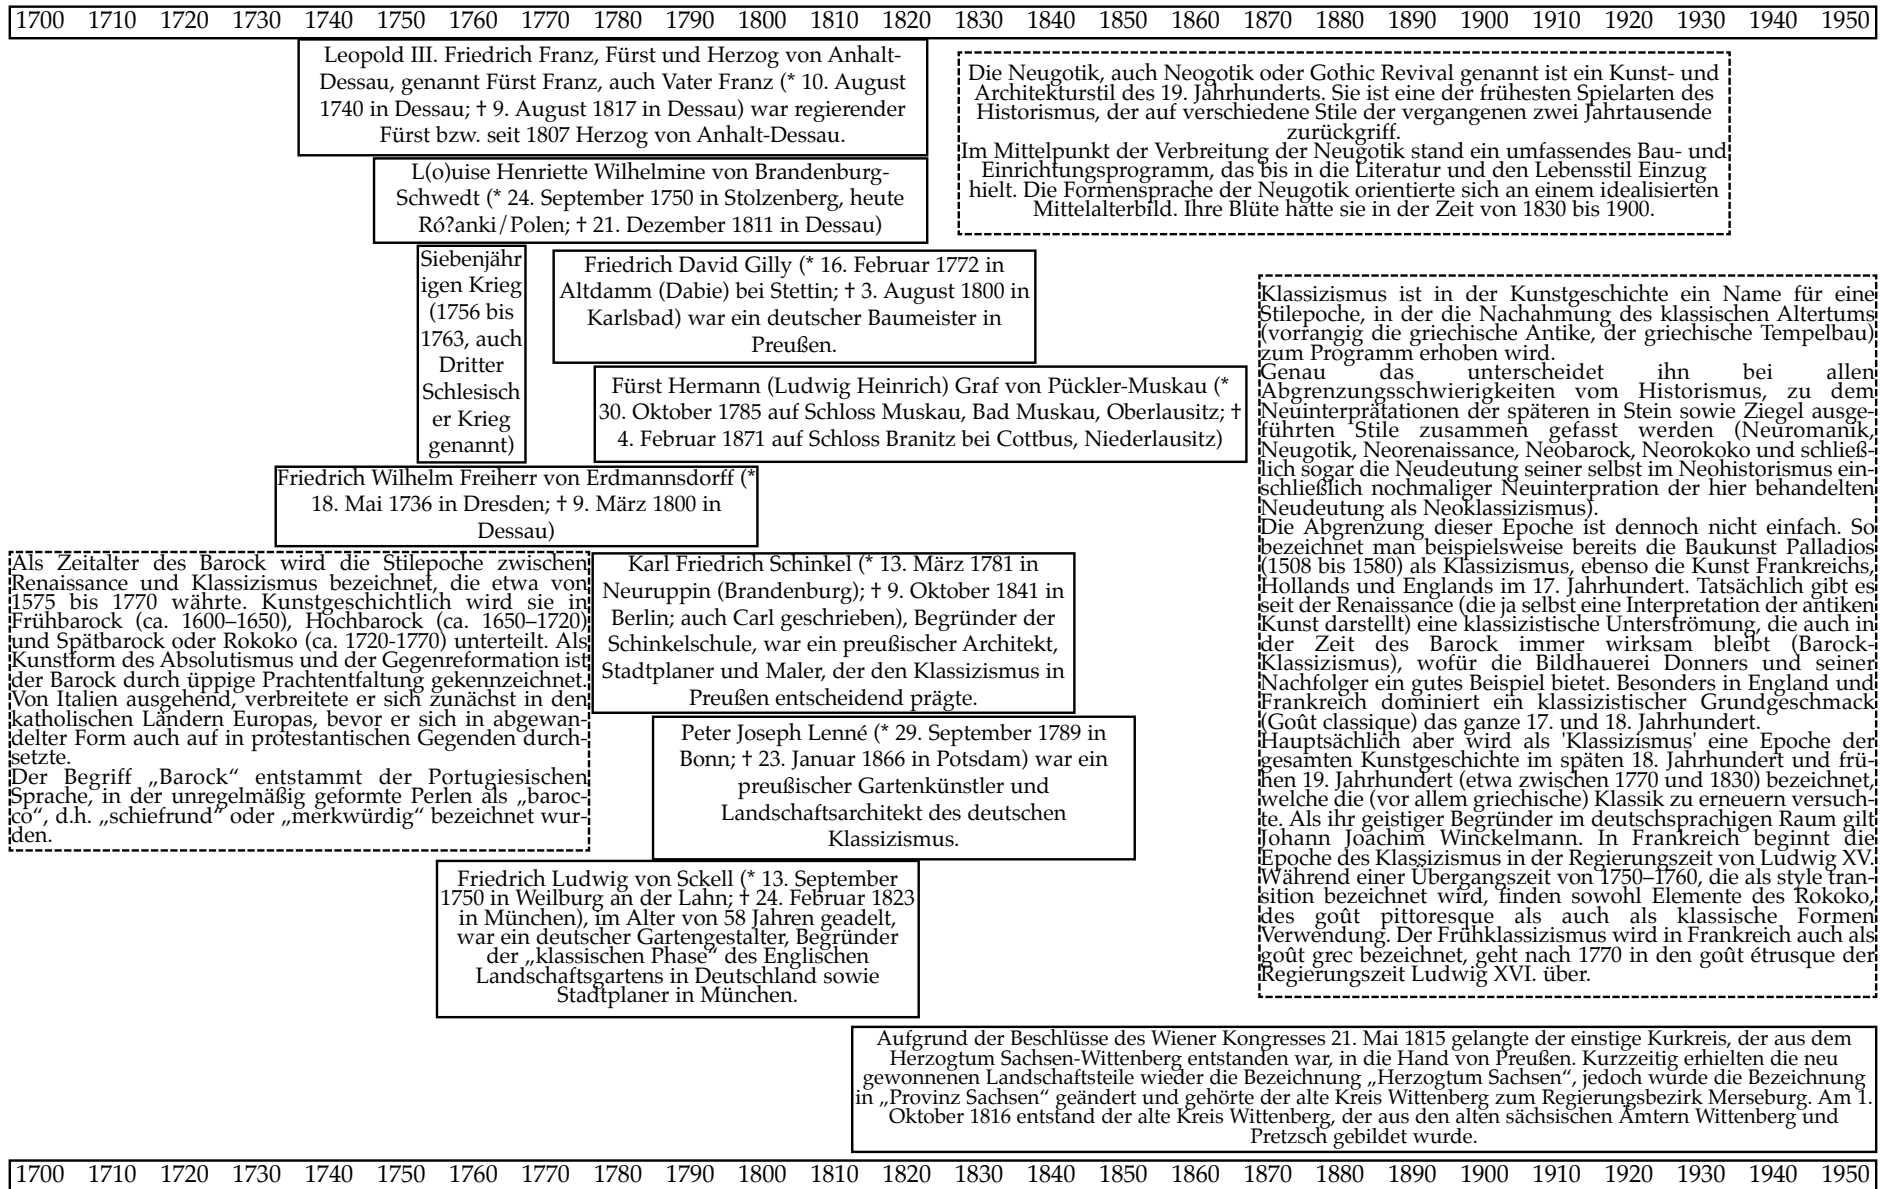 1700 1710 1720 1730 1740 1750 1760 1770 1780 1790 1800 1810 1820 1830 1840 1850 1860 1870 1880 1890 1900 1910 1920 1930 1940 1950
Leopold III. Friedrich Franz, Fürst und Herzog von Anhalt-
Dessau, genannt Fürst Franz, auch Vater Franz (* 10. August
1740 in Dessau; † 9. August 1817 in Dessau) war regierender
Fürst bzw. seit 1807 Herzog von Anhalt-Dessau.
Die Neugotik, auch Neogotik oder Gothic Revival genannt ist ein Kunst- und
Architekturstil des 19. Jahrhunderts. Sie ist eine der frühesten Spielarten des
Historismus, der auf verschiedene Stile der vergangenen zwei Jahrtausende
zurückgriff.
Im Mittelpunkt der Verbreitung der Neugotik stand ein umfassendes Bau- und
Einrichtungsprogramm, das bis in die Literatur und den Lebensstil Einzug
hielt. Die Formensprache der Neugotik orientierte sich an einem idealisierten
Mittelalterbild. Ihre Blüte hatte sie in der Zeit von 1830 bis 1900.
L(o)uise Henriette Wilhelmine von Brandenburg-
Schwedt (* 24. September 1750 in Stolzenberg, heute
Ró?anki/Polen; † 21. Dezember 1811 in Dessau)
Siebenjähr
igen Krieg
(1756 bis
1763, auch
Dritter
Schlesisch
er Krieg
genannt)
Friedrich David Gilly (* 16. Februar 1772 in
Altdamm (Dabie) bei Stettin; † 3. August 1800 in
Karlsbad) war ein deutscher Baumeister in
Preußen.
Fürst Hermann (Ludwig Heinrich) Graf von Pückler-Muskau (*
30. Oktober 1785 auf Schloss Muskau, Bad Muskau, Oberlausitz; †
4. Februar 1871 auf Schloss Branitz bei Cottbus, Niederlausitz)
Klassizismus ist in der Kunstgeschichte ein Name für eine
Stilepoche, in der die Nachahmung des klassischen Altertums
(vorrangig die griechische Antike, der griechische Tempelbau)
zum Programm erhoben wird.
Genau das unterscheidet ihn bei allen
Abgrenzungsschwierigkeiten vom Historismus, zu dem
Neuinterprätationen der späteren in Stein sowie Ziegel ausge-
führten Stile zusammen gefasst werden (Neuromanik,
Neugotik, Neorenaissance, Neobarock, Neorokoko und schließ-
lich sogar die Neudeutung seiner selbst im Neohistorismus ein-
schließlich nochmaliger Neuinterpration der hier behandelten
Neudeutung als Neoklassizismus).
Die Abgrenzung dieser Epoche ist dennoch nicht einfach. So
bezeichnet man beispielsweise bereits die Baukunst Palladios
(1508 bis 1580) als Klassizismus, ebenso die Kunst Frankreichs,
Hollands und Englands im 17. Jahrhundert. Tatsächlich gibt es
seit der Renaissance (die ja selbst eine Interpretation der antiken
Kunst darstellt) eine klassizistische Unterströmung, die auch in
der Zeit des Barock immer wirksam bleibt (Barock-
Klassizismus), wofür die Bildhauerei Donners und seiner
Nachfolger ein gutes Beispiel bietet. Besonders in England und
Frankreich dominiert ein klassizistischer Grundgeschmack
(Goût classique) das ganze 17. und 18. Jahrhundert.
Hauptsächlich aber wird als 'Klassizismus' eine Epoche der
gesamten Kunstgeschichte im späten 18. Jahrhundert und frü-
hen 19. Jahrhundert (etwa zwischen 1770 und 1830) bezeichnet,
welche die (vor allem griechische) Klassik zu erneuern versuch-
te. Als ihr geistiger Begründer im deutschsprachigen Raum gilt
Johann Joachim Winckelmann. In Frankreich beginnt die
Epoche des Klassizismus in der Regierungszeit von Ludwig XV.
Während einer Übergangszeit von 1750–1760, die als style tran-
sition bezeichnet wird, finden sowohl Elemente des Rokoko,
des goût pittoresque als auch als klassische Formen
Verwendung. Der Frühklassizismus wird in Frankreich auch als
goût grec bezeichnet, geht nach 1770 in den goût étrusque der
Regierungszeit Ludwig XVI. über.
Friedrich Wilhelm Freiherr von Erdmannsdorff (*
18. Mai 1736 in Dresden; † 9. März 1800 in
Dessau)
Als Zeitalter des Barock wird die Stilepoche zwischen
Renaissance und Klassizismus bezeichnet, die etwa von
1575 bis 1770 währte. Kunstgeschichtlich wird sie in
Frühbarock (ca. 1600–1650), Hochbarock (ca. 1650–1720)
und Spätbarock oder Rokoko (ca. 1720-1770) unterteilt. Als
Kunstform des Absolutismus und der Gegenreformation ist
der Barock durch üppige Prachtentfaltung gekennzeichnet.
Von Italien ausgehend, verbreitete er sich zunächst in den
katholischen Ländern Europas, bevor er sich in abgewan-
delter Form auch auf in protestantischen Gegenden durch-
setzte.
Der Begriff „Barock“ entstammt der Portugiesischen
Sprache, in der unregelmäßig geformte Perlen als „baroc-
co“, d.h. „schiefrund“ oder „merkwürdig“ bezeichnet wur-
den.
Karl Friedrich Schinkel (* 13. März 1781 in
Neuruppin (Brandenburg); † 9. Oktober 1841 in
Berlin; auch Carl geschrieben), Begründer der
Schinkelschule, war ein preußischer Architekt,
Stadtplaner und Maler, der den Klassizismus in
Preußen entscheidend prägte.
Peter Joseph Lenné (* 29. September 1789 in
Bonn; † 23. Januar 1866 in Potsdam) war ein
preußischer Gartenkünstler und
Landschaftsarchitekt des deutschen
Klassizismus.
Friedrich Ludwig von Sckell (* 13. September
1750 in Weilburg an der Lahn; † 24. Februar 1823
in München), im Alter von 58 Jahren geadelt,
war ein deutscher Gartengestalter, Begründer
der „klassischen Phase“ des Englischen
Landschaftsgartens in Deutschland sowie
Stadtplaner in München.
Aufgrund der Beschlüsse des Wiener Kongresses 21. Mai 1815 gelangte der einstige Kurkreis, der aus dem
Herzogtum Sachsen-Wittenberg entstanden war, in die Hand von Preußen. Kurzzeitig erhielten die neu
gewonnenen Landschaftsteile wieder die Bezeichnung „Herzogtum Sachsen“, jedoch wurde die Bezeichnung
in „Provinz Sachsen“ geändert und gehörte der alte Kreis Wittenberg zum Regierungsbezirk Merseburg. Am 1.
Oktober 1816 entstand der alte Kreis Wittenberg, der aus den alten sächsischen Ämtern Wittenberg und
Pretzsch gebildet wurde.
1700 1710 1720 1730 1740 1750 1760 1770 1780 1790 1800 1810 1820 1830 1840 1850 1860 1870 1880 1890 1900 1910 1920 1930 1940 1950